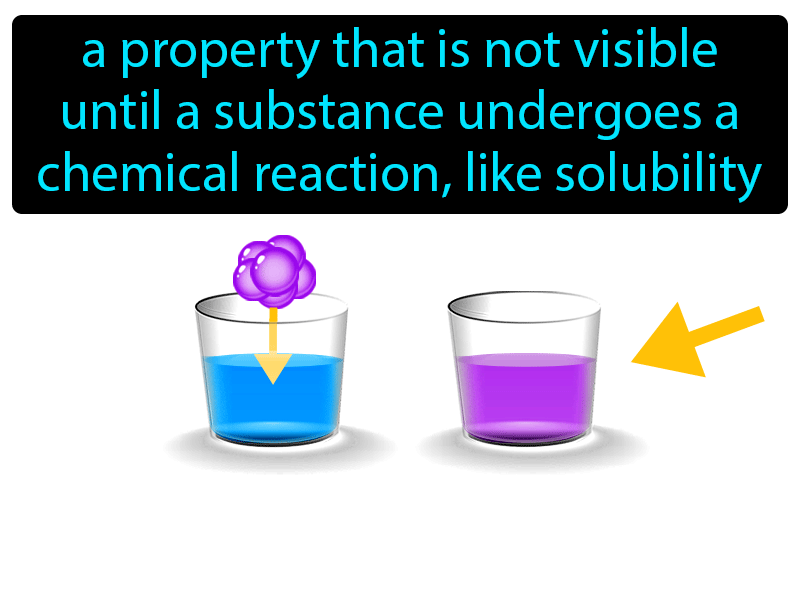 a property that is not visible
until a substance undergoes a
chemical reaction, like solubility